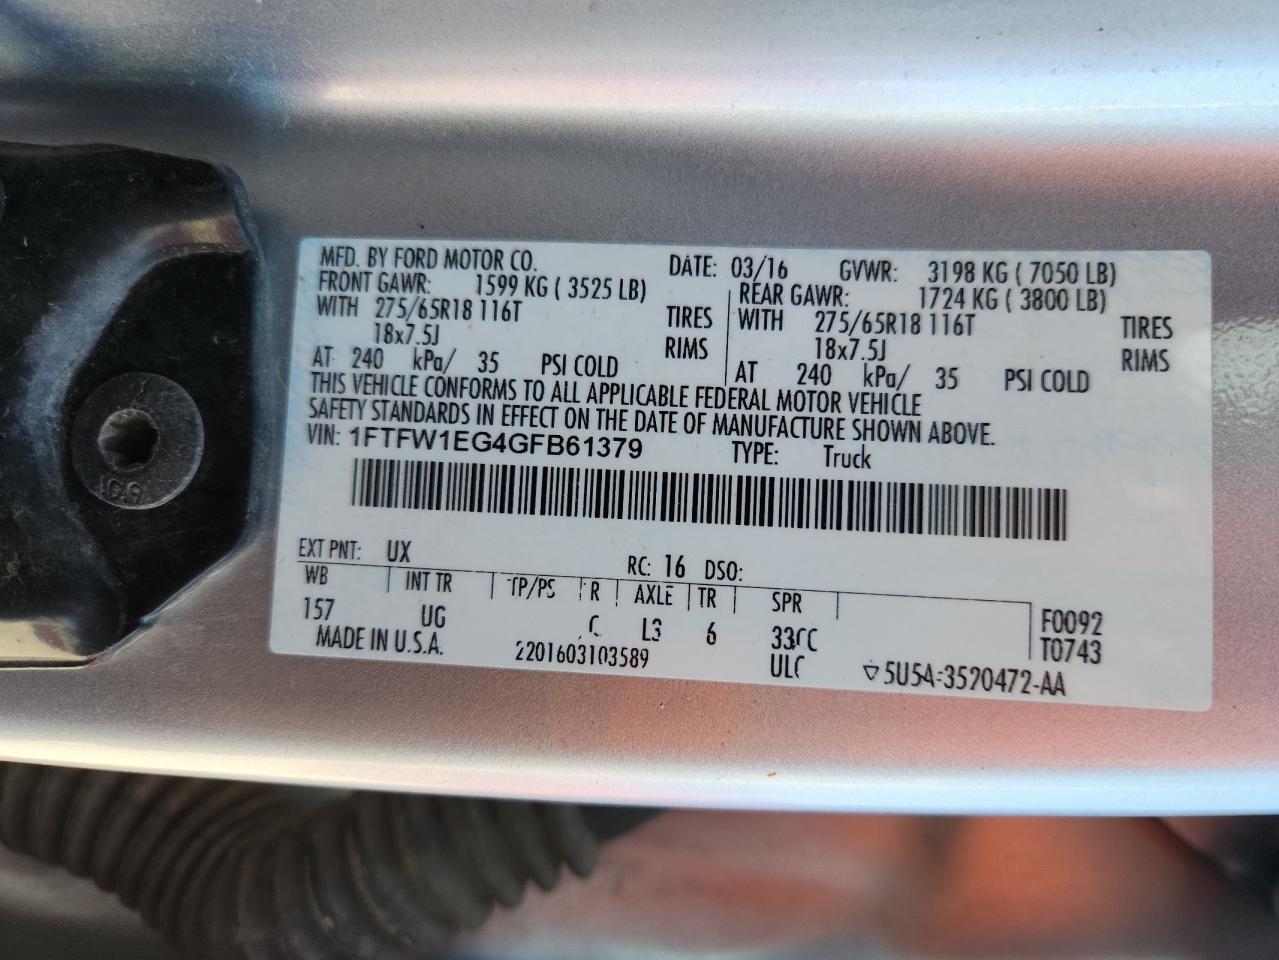 MFD. BY FORD MOTOR CO. DATE: 03/16 GVWR: 3198 KG ( 7050 LB)
FRONT GAWR: 1599 KG ( 3525 LB) REAR GAWR: 1724 KG ( 3800 LB)
WITH 275/65R18 116T TIRES WITH 275/65R18 116T TIRES
18x7.5J RIMS 18x7.5J RIMS
AT 240 kPa/ 35 PSI COLD AT 240 kPa/ 35 PSI COLD
THIS VEHICLE CONFORMS TO ALL APPLICABLE FEDERAL MOTOR VEHICLE
SAFETY STANDARDS IN EFFECT ON THE DATE OF MANUFACTURE SHOWN ABOVE.
VIN: 1FTFW1EG4GFB61379 TYPE: Truck
EXT PNT: UX RC: 16 DSO:
WB INT TR TP/PS R AXLE TR SPR
157 UG L3 6 F0092
MADE IN U.S.A. 2201603103589 T0743
5U5A-3520472-AA